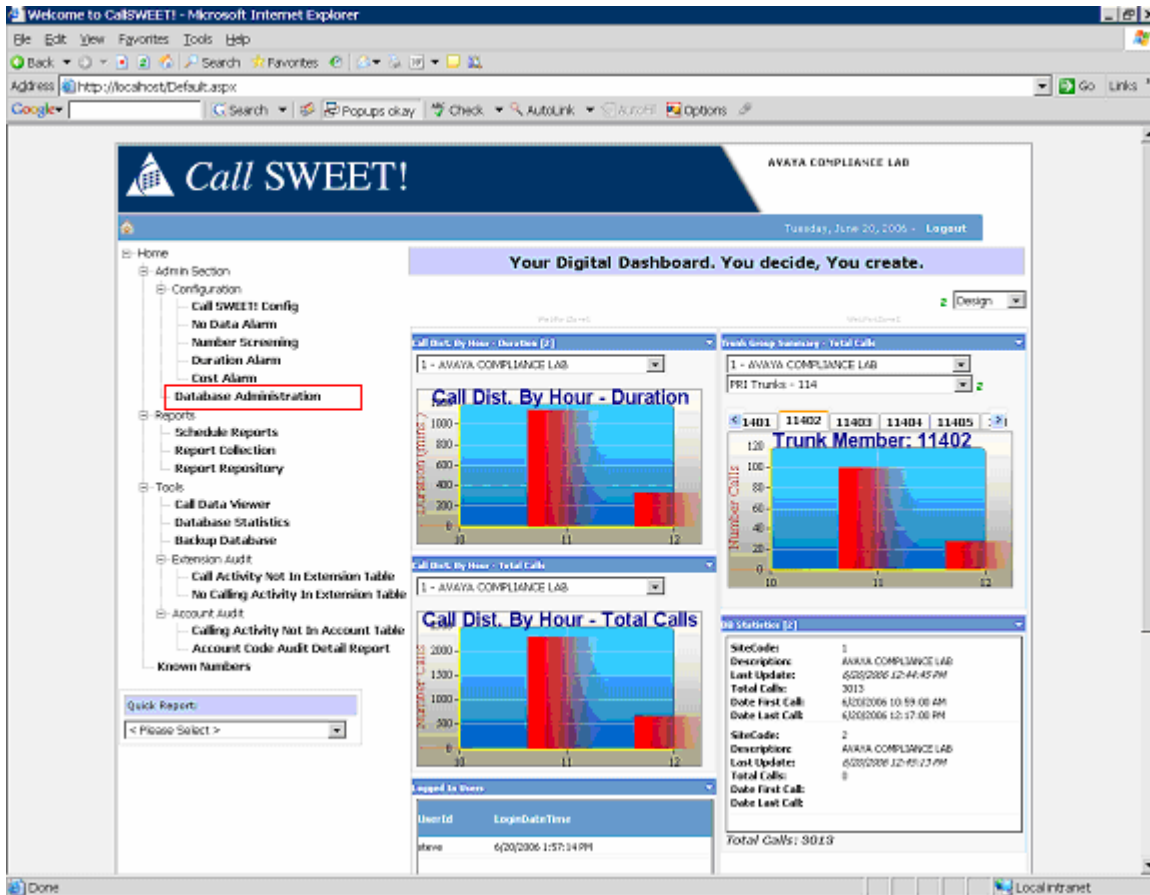 Welcome to CallSWEET! - Microsoft Internet Explorer
File Edit View Favorites Tools Help
Back Search Favorites
Address http://localhost/Default.aspx Go Links
Google Search Popups okay Check AutoLink AutoFill Options
Call SWEET!
AVAYA COMPLIANCE LAB
Tuesday, June 20, 2006 - Logout
Home
Admin Section
Configuration
Call SWEET! Config
No Data Alarm
Number Screening
Duration Alarm
Cost Alarm
Database Administration
Reports
Schedule Reports
Report Collection
Report Repository
Tools
Call Data Viewer
Database Statistics
Backup Database
Extension Audit
Call Activity Not In Extension Table
No Calling Activity In Extension Table
Account Audit
Calling Activity Not In Account Table
Account Code Audit Detail Report
Known Numbers
Quick Report:
< Please Select >
Your Digital Dashboard. You decide, You create.
2 Design
Call Dist. By Hour - Duration [2]
1 - AVAYA COMPLIANCE LAB
Call Dist. By Hour - Duration
Duration (mins)
1000
800
600
400
200
0
10 11 12
Call Dist. By Hour - Total Calls
1 - AVAYA COMPLIANCE LAB
Call Dist. By Hour - Total Calls
Number Calls
2000
1500
1000
500
0
10 11 12
Logged In Users
UserId LoginDateTime
steve 6/20/2006 1:57:14 PM
Trunk Group Summary - Total Calls
1 - AVAYA COMPLIANCE LAB
PRI Trunks - 114 2
11401 11402 11403 11404 11405
Trunk Member: 11402
Number Calls
120
100
80
60
40
20
0
10 11 12
DB Statistics [2]
SiteCode: 1
Description: AVAYA COMPLIANCE LAB
Last Update: 6/20/2006 12:44:45 PM
Total Calls: 3013
Date First Call: 6/20/2006 10:59:00 AM
Date Last Call: 6/20/2006 12:17:00 PM
SiteCode: 2
Description: AVAYA COMPLIANCE LAB
Last Update: 6/20/2006 12:45:13 PM
Total Calls: 0
Date First Call:
Date Last Call:
Total Calls: 3013
Done
Local intranet